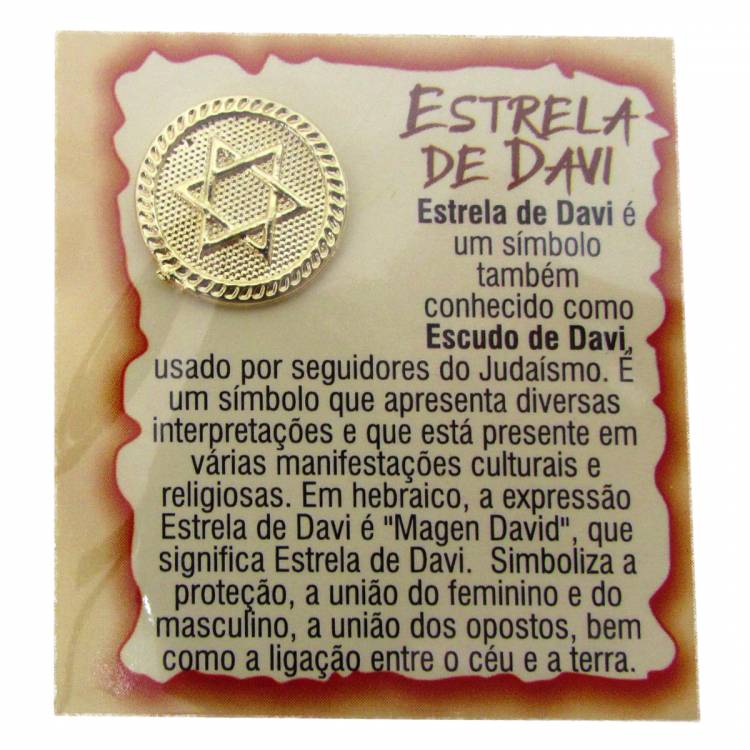 ESTRELA
DE DAVI
Estrela de Davi é
um símbolo
também
conhecido como
Escudo de Davi,
usado por seguidores do Judaísmo. É
um símbolo que apresenta diversas
interpretações e que está presente em
várias manifestações culturais e
religiosas. Em hebraico, a expressão
Estrela de Davi é "Magen David", que
significa Estrela de Davi. Simboliza a
proteção, a união do feminino e do
masculino, a união dos opostos, bem
como a ligação entre o céu e a terra.